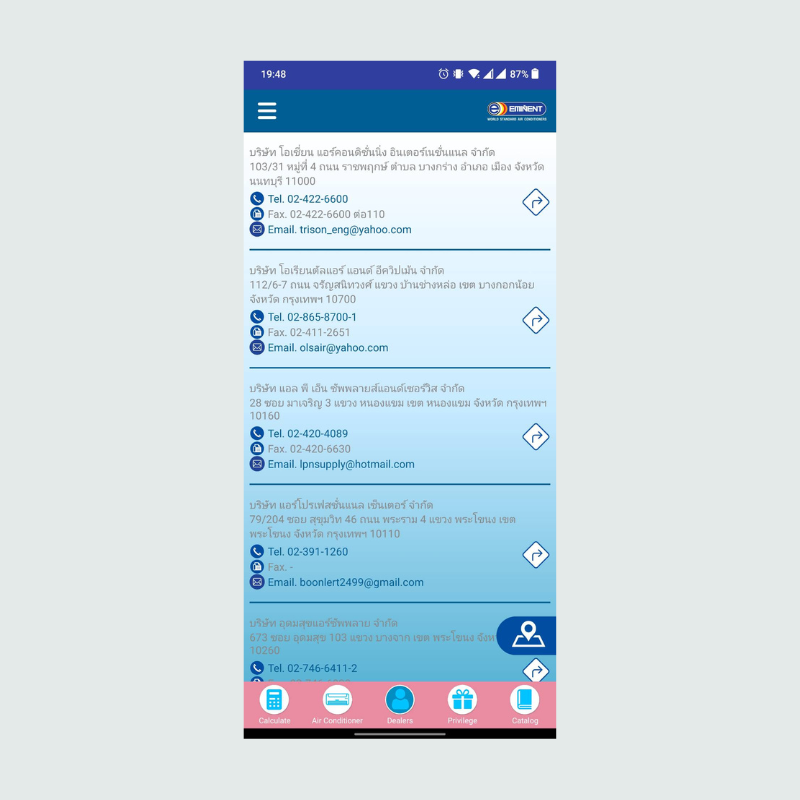 19:48
87%
EMINENT
WORLD STANDARD AIR CONDITIONERS
บริษัท โอเชี่ยน แอร์คอนดิชั่นนิ่ง อินเตอร์เนชั่นแนล จำกัด
103/31 หมู่ที่ 4 ถนน ราชพฤกษ์ ตำบล บางกร่าง อำเภอ เมือง จังหวัด
นนทบุรี 11000
Tel. 02-422-6600
Fax. 02-422-6600 ต่อ110
Email. trison_eng@yahoo.com
บริษัท โอเรียนตัลแอร์ แอนด์ อีควิปเม้น จำกัด
112/6-7 ถนน จรัญสนิทวงศ์ แขวง บ้านช่างหล่อ เขต บางกอกน้อย
จังหวัด กรุงเทพฯ 10700
Tel. 02-865-8700-1
Fax. 02-411-2651
Email. olsair@yahoo.com
บริษัท แอล พี เอ็น ซัพพลายส์แอนด์เซอร์วิส จำกัด
28 ซอย มาเจริญ 3 แขวง หนองแขม เขต หนองแขม จังหวัด กรุงเทพฯ
10160
Tel. 02-420-4089
Fax. 02-420-6630
Email. lpnsupply@hotmail.com
บริษัท แอร์โปรเฟสชั่นแนล เซ็นเตอร์ จำกัด
79/204 ซอย สุขุมวิท 46 ถนน พระราม 4 แขวง พระโขนง เขต
พระโขนง จังหวัด กรุงเทพฯ 10110
Tel. 02-391-1260
Fax. -
Email. boonlert2499@gmail.com
บริษัท อุดมสุขแอร์ซัพพลาย จำกัด
673 ซอย อุดมสุข 103 แขวง บางจาก เขต พระโขนง
10260
Tel. 02-746-6411-2
Calculate
Air Conditioner
Dealers
Privilege
Catalog